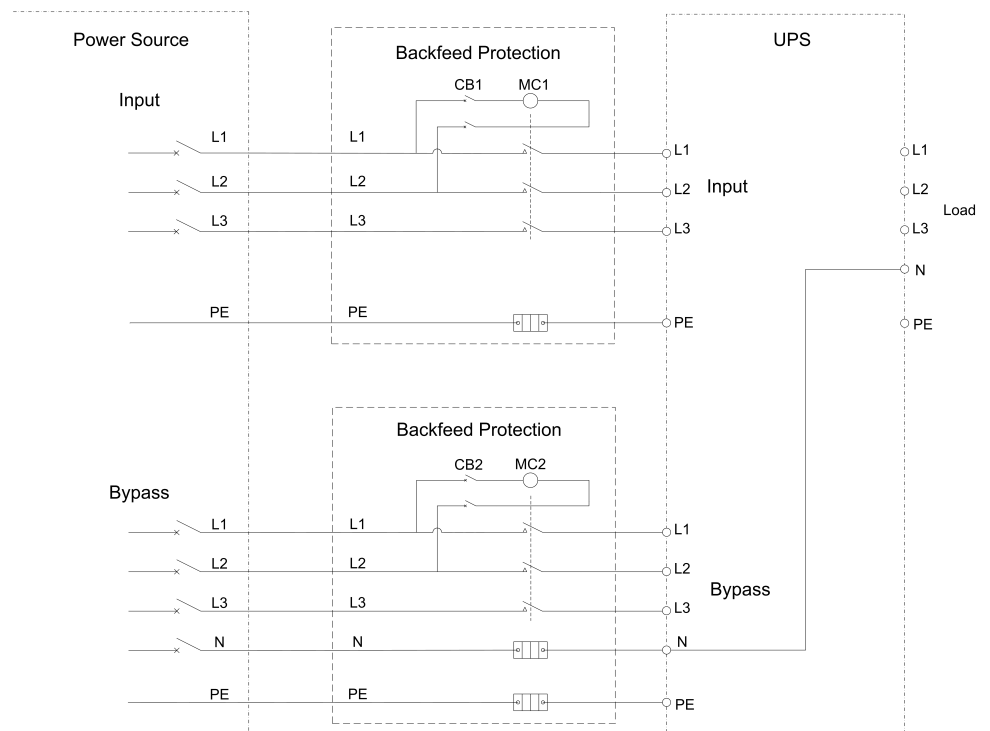 Power Source
Backfeed Protection
UPS
CB1 MC1
Input
L1 L1 L1 L1
L2 L2 L2 Input L2
L3 L3 L3 L3
Load
N
PE PE PE PE
Backfeed Protection
CB2 MC2
Bypass
L1 L1 L1
L2 L2 L2
Bypass
L3 L3 L3
N N N
PE PE PE